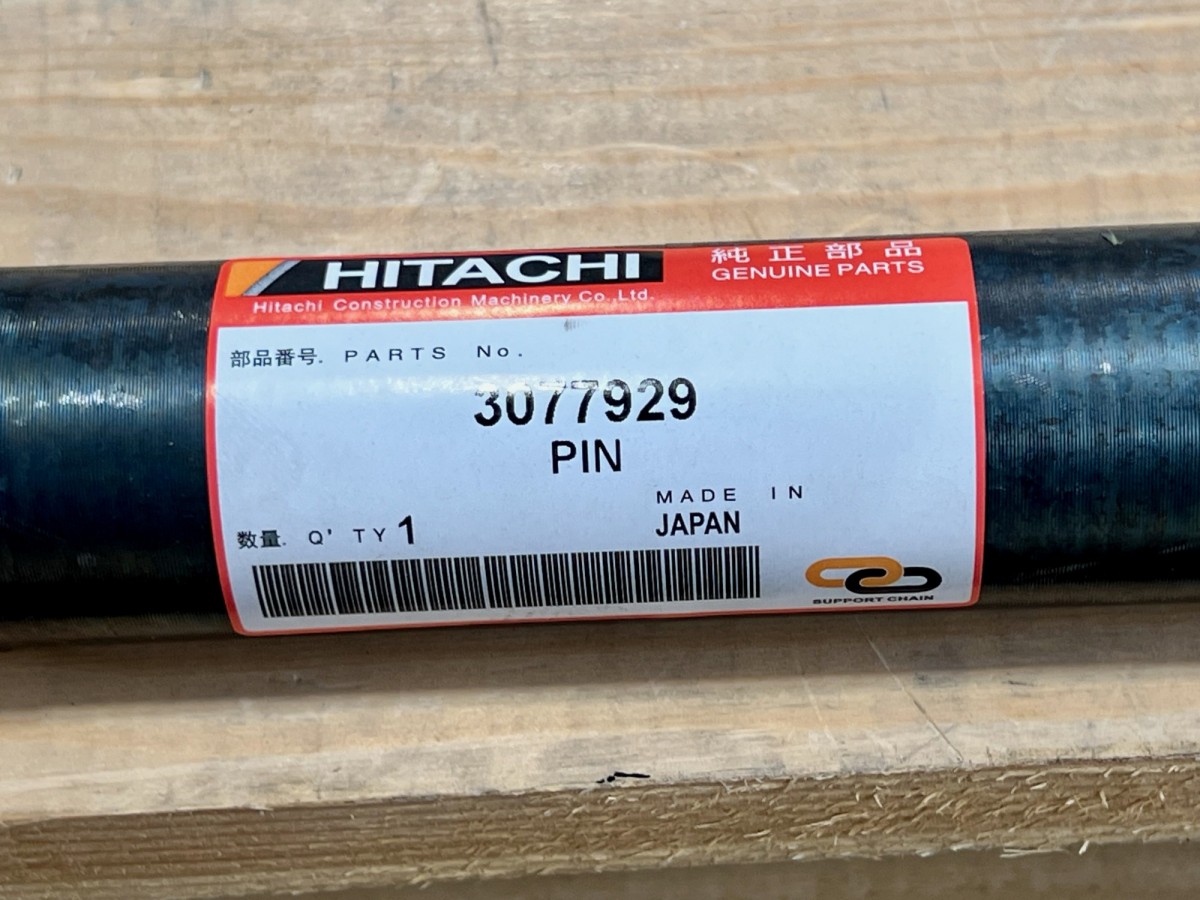 HITACHI
純正部品
GENUINE PARTS
Hitachi Construction Machinery Co.,Ltd.
部品番号. PARTS No.
3077929
PIN
MADE IN
JAPAN
数量. Q'TY 1
SUPPORT CHAIN